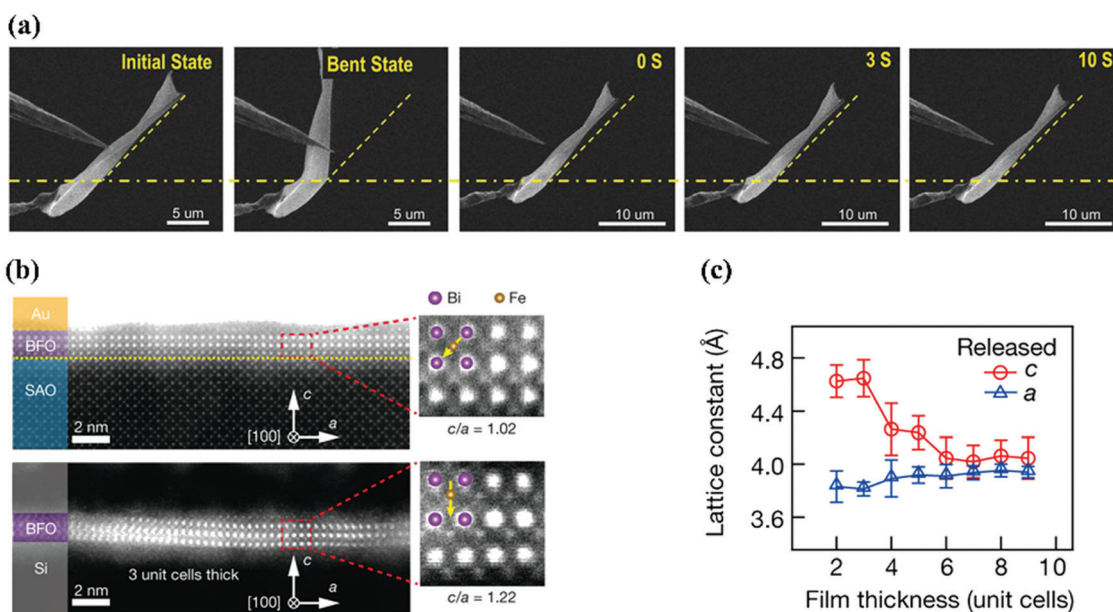 (a)
Initial State
Bent State
0 S
3 S
10 S
5 um
5 um
10 um
10 um
10 um
(b)
Au
BFO
SAO
2 nm
[100]
c
a
Bi
Fe
c/a = 1.02
BFO
Si
3 unit cells thick
2 nm
[100]
c
a
c/a = 1.22
(c)
Lattice constant (Å)
4.8
4.4
4.0
3.6
Released
c
a
0 2 4 6 8 10
Film thickness (unit cells)